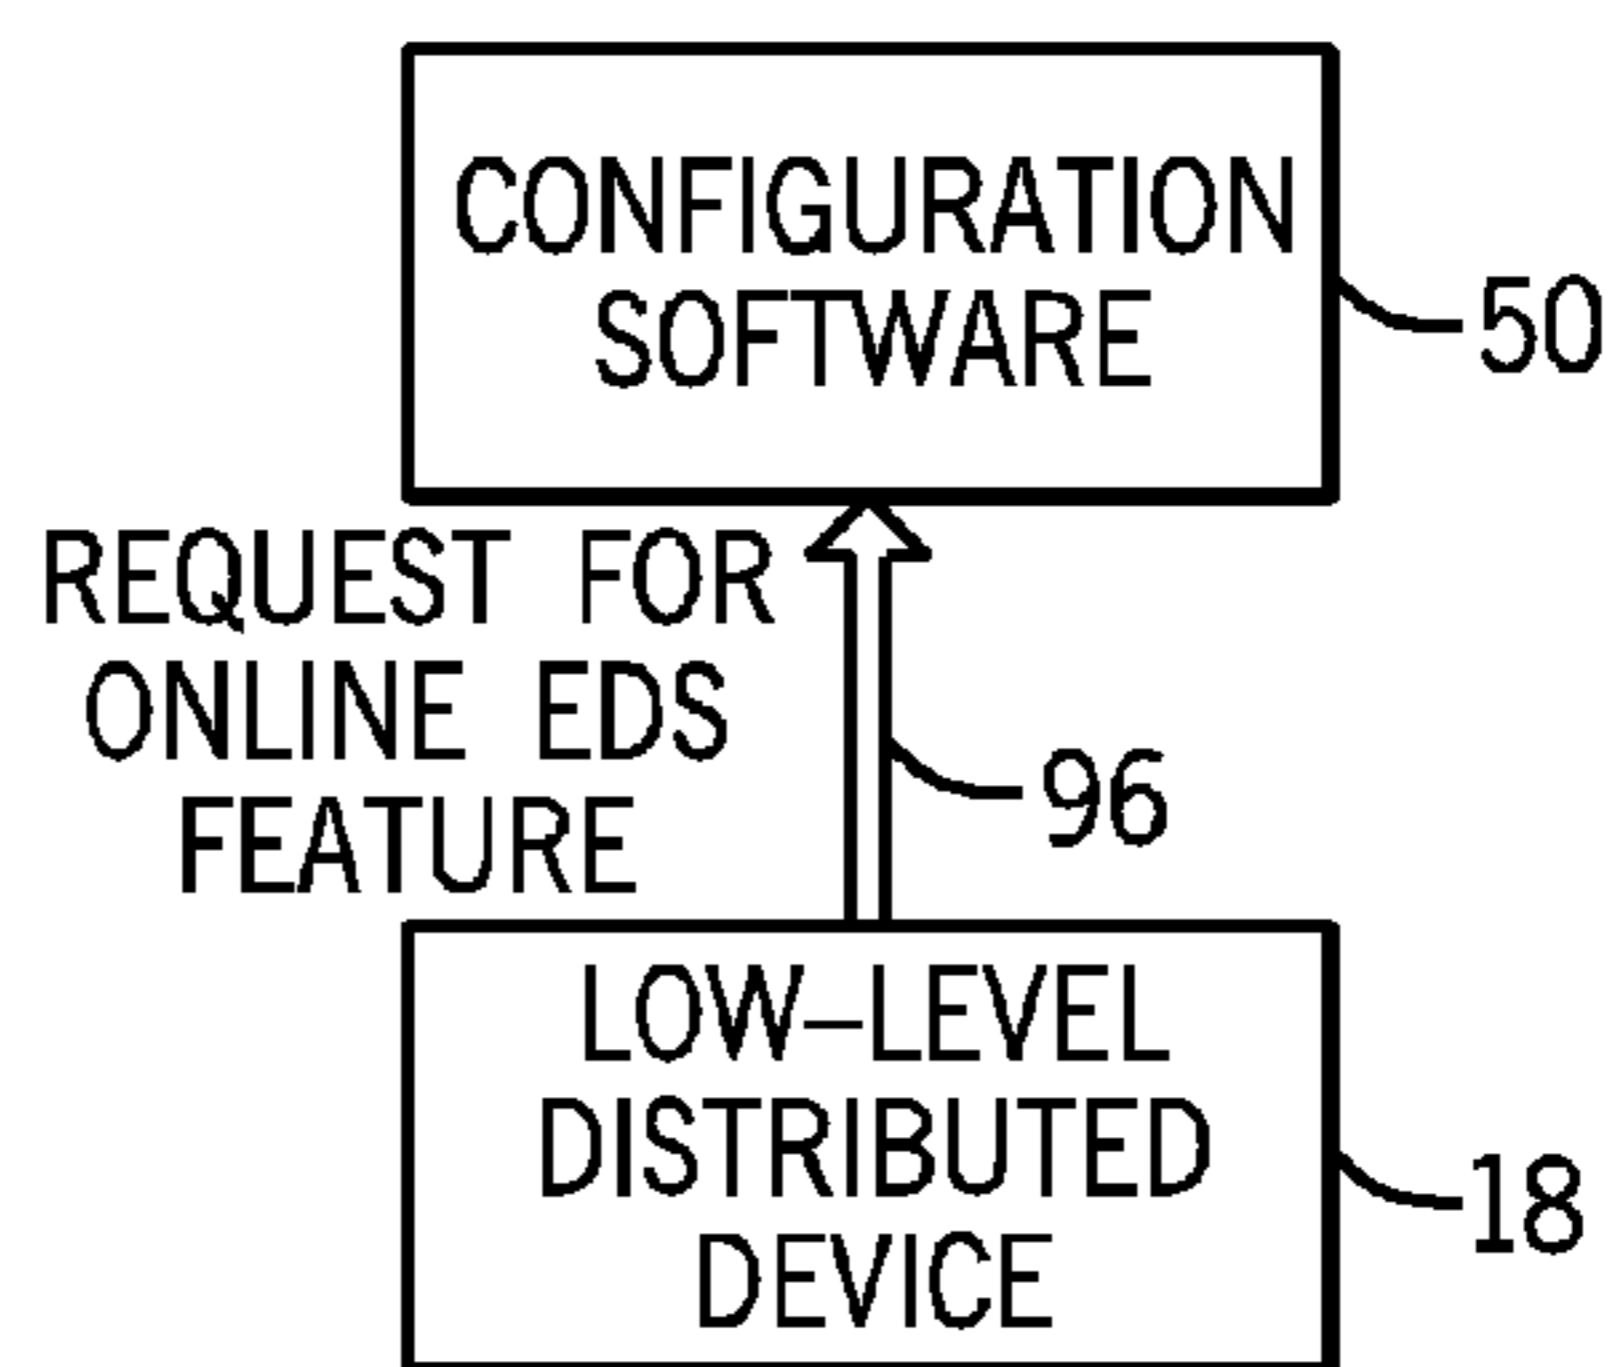 CONFIGURATION
SOFTWARE
50
REQUEST FOR
ONLINE EDS
FEATURE
96
LOW-LEVEL
DISTRIBUTED
DEVICE
18